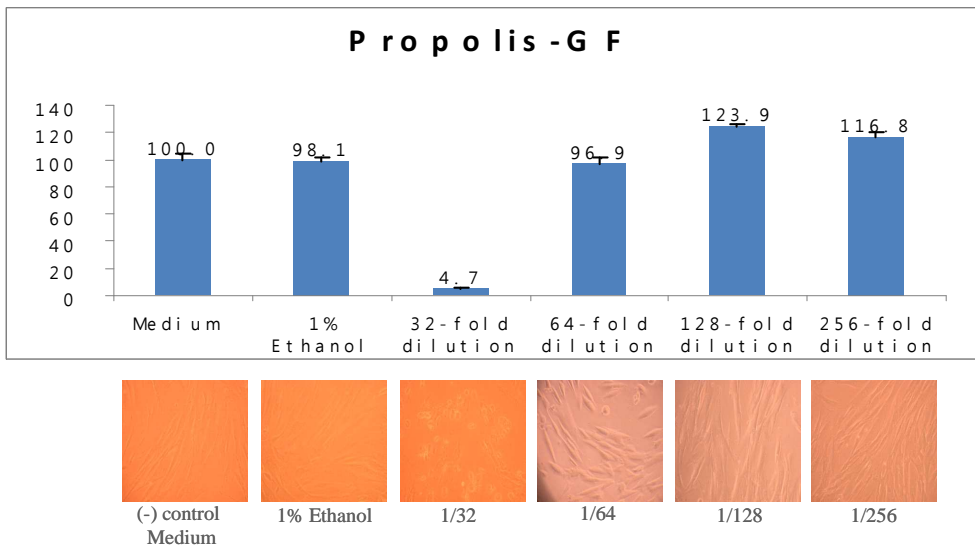 Propolis-GF
140
120
100
80
60
40
20
0
100.0
98.1
4.7
96.9
123.9
116.8
Medium
1%
Ethanol
32-fold
dilution
64-fold
dilution
128-fold
dilution
256-fold
dilution
(-) control
Medium
1% Ethanol
1/32
1/64
1/128
1/256